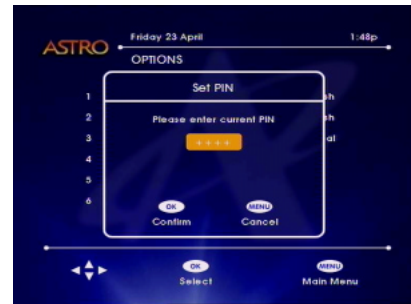 ASTRO
Friday 23 April 1:48p
OPTIONS
Set PIN
1 sh
2 Please enter current PIN sh
3 ++++ al
4
5
6 OK MENU
Confirm Cancel
OK MENU
Select Main Menu